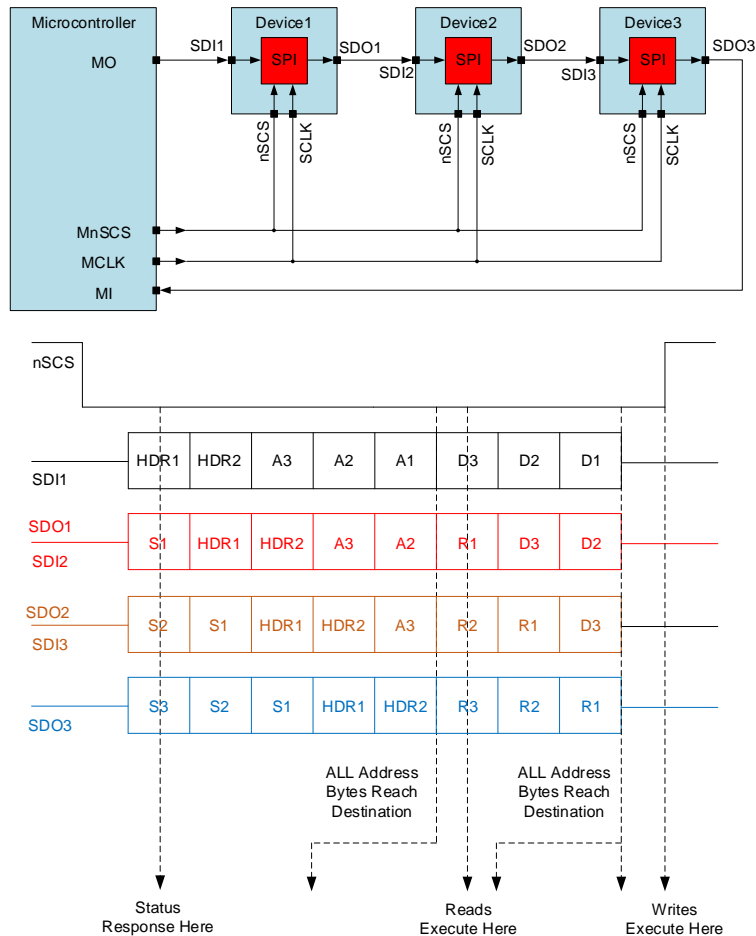 Microcontroller
Device1
Device2
Device3
SDI1
SDO1
SDO2
SDO3
MO
SPI
SPI
SPI
SDI2
SDI3
nSCS
SCLK
nSCS
SCLK
nSCS
SCLK
MnSCS
MCLK
MI
nSCS
HDR1 HDR2 A3 A2 A1 D3 D2 D1
SDI1
SDO1
S1 HDR1 HDR2 A3 A2 R1 D3 D2
SDI2
SDO2
S2 S1 HDR1 HDR2 A3 R2 R1 D3
SDI3
S3 S2 S1 HDR1 HDR2 R3 R2 R1
SDO3
ALL Address
Bytes Reach
Destination
ALL Address
Bytes Reach
Destination
Status
Response Here
Reads
Execute Here
Writes
Execute Here